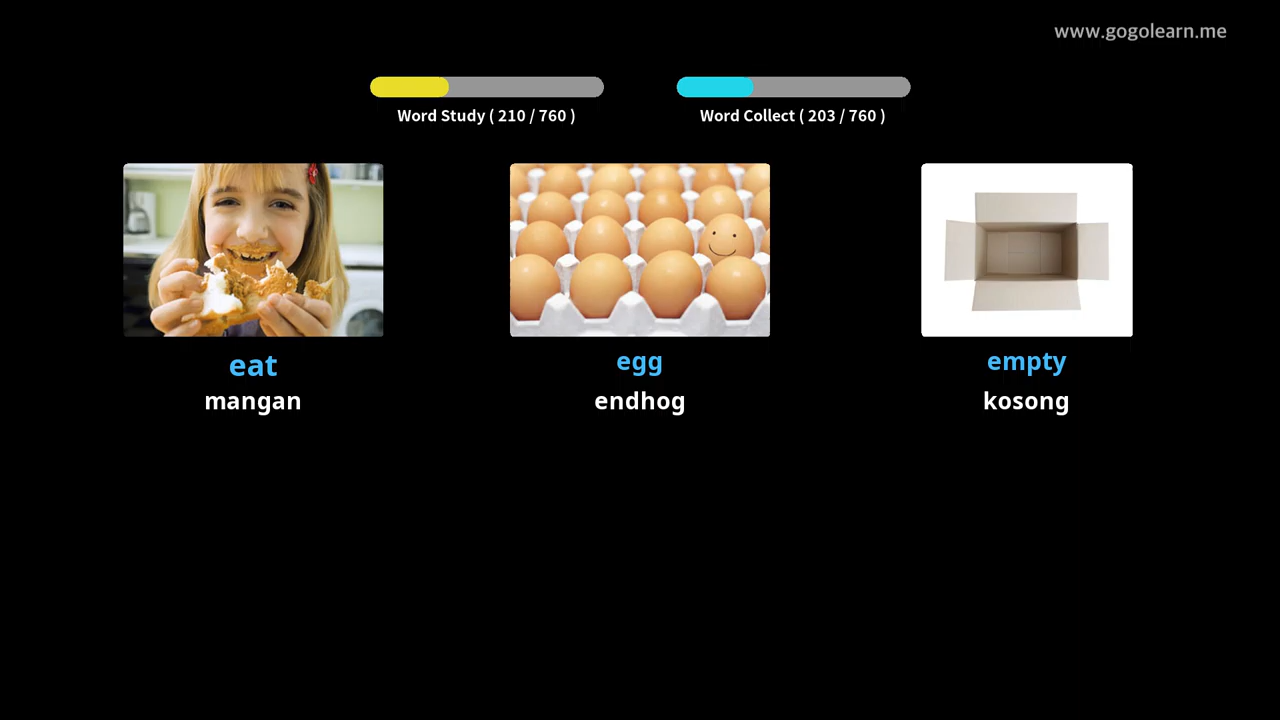 www.gogolearn.me
Word Study ( 210 / 760 )
Word Collect ( 203 / 760 )
eat
mangan
egg
endhog
empty
kosong